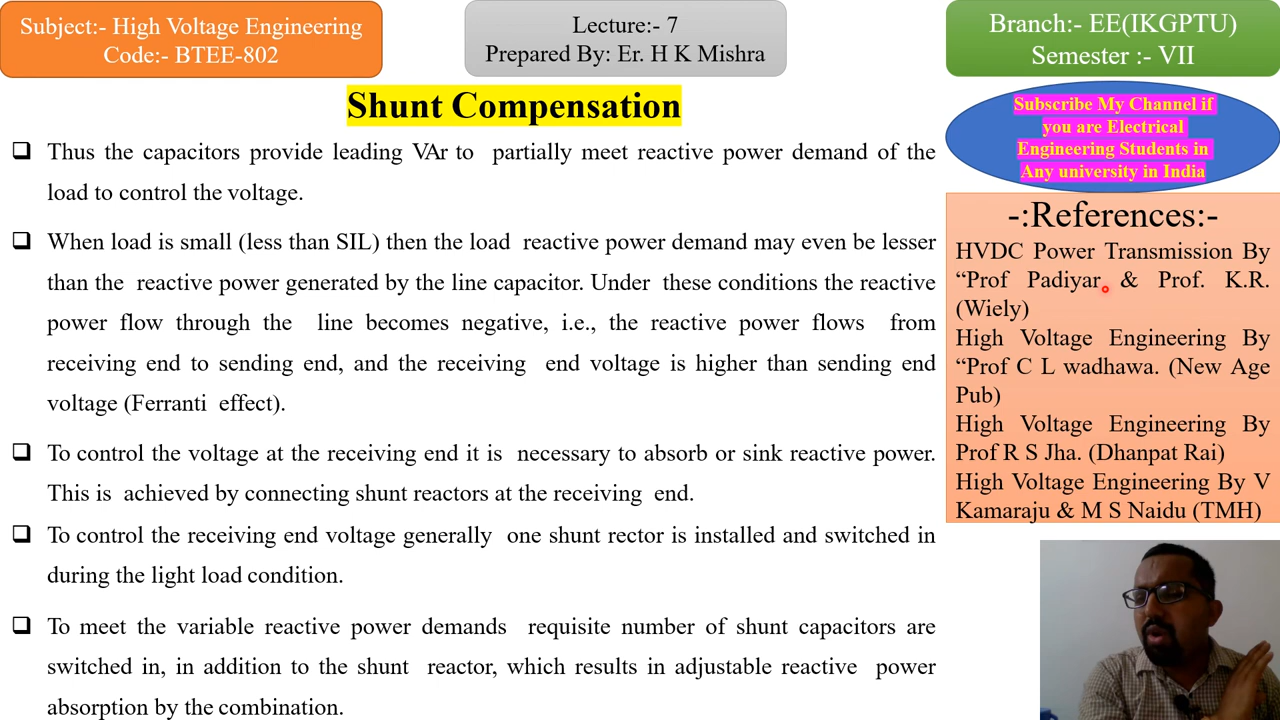 Subject:- High Voltage Engineering
Code:- BTEE-802
Lecture:- 7
Prepared By: Er. H K Mishra
Branch:- EE(IKGPTU)
Semester :- VII
Shunt Compensation
Thus the capacitors provide leading VAr to partially meet reactive power demand of the
load to control the voltage.
When load is small (less than SIL) then the load reactive power demand may even be lesser
than the reactive power generated by the line capacitor. Under these conditions the reactive
power flow through the line becomes negative, i.e., the reactive power flows from
receiving end to sending end, and the receiving end voltage is higher than sending end
voltage (Ferranti effect).
To control the voltage at the receiving end it is necessary to absorb or sink reactive power.
This is achieved by connecting shunt reactors at the receiving end.
To control the receiving end voltage generally one shunt rector is installed and switched in
during the light load condition.
To meet the variable reactive power demands requisite number of shunt capacitors are
switched in, in addition to the shunt reactor, which results in adjustable reactive power
absorption by the combination.
Subscribe My Channel if
you are Electrical
Engineering Students in
Any university in India
-:References:-
HVDC Power Transmission By
“Prof Padiyar & Prof. K.R.
(Wiely)
High Voltage Engineering By
“Prof C L wadhawa. (New Age
Pub)
High Voltage Engineering By
Prof R S Jha. (Dhanpat Rai)
High Voltage Engineering By V
Kamaraju & M S Naidu (TMH)